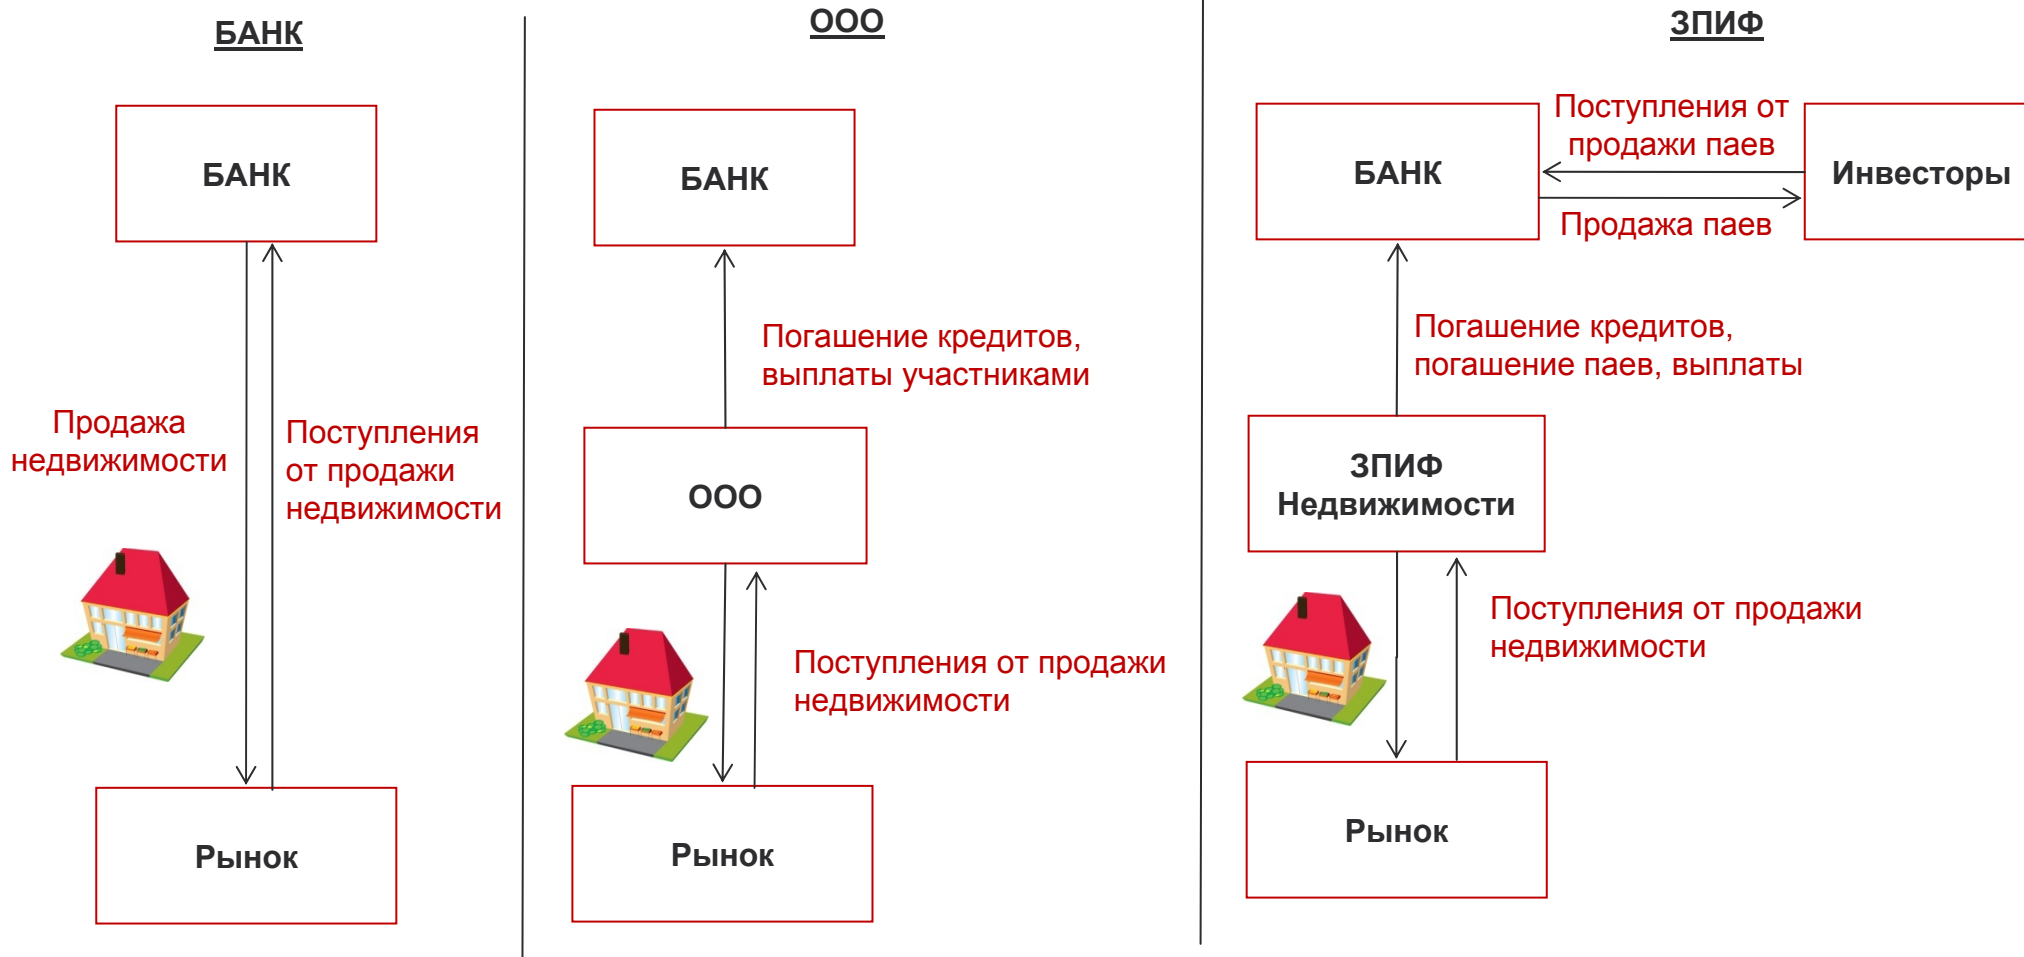 БАНК
БАНК
Продажа
недвижимости
Поступления
от продажи
недвижимости
Рынок
ООО
БАНК
Погашение кредитов,
выплаты участниками
ООО
Поступления от продажи
недвижимости
Рынок
ЗПИФ
БАНК
Поступления от
продажи паев
Продажа паев
Инвесторы
Погашение кредитов,
погашение паев, выплаты
ЗПИФ
Недвижимости
Поступления от продажи
недвижимости
Рынок